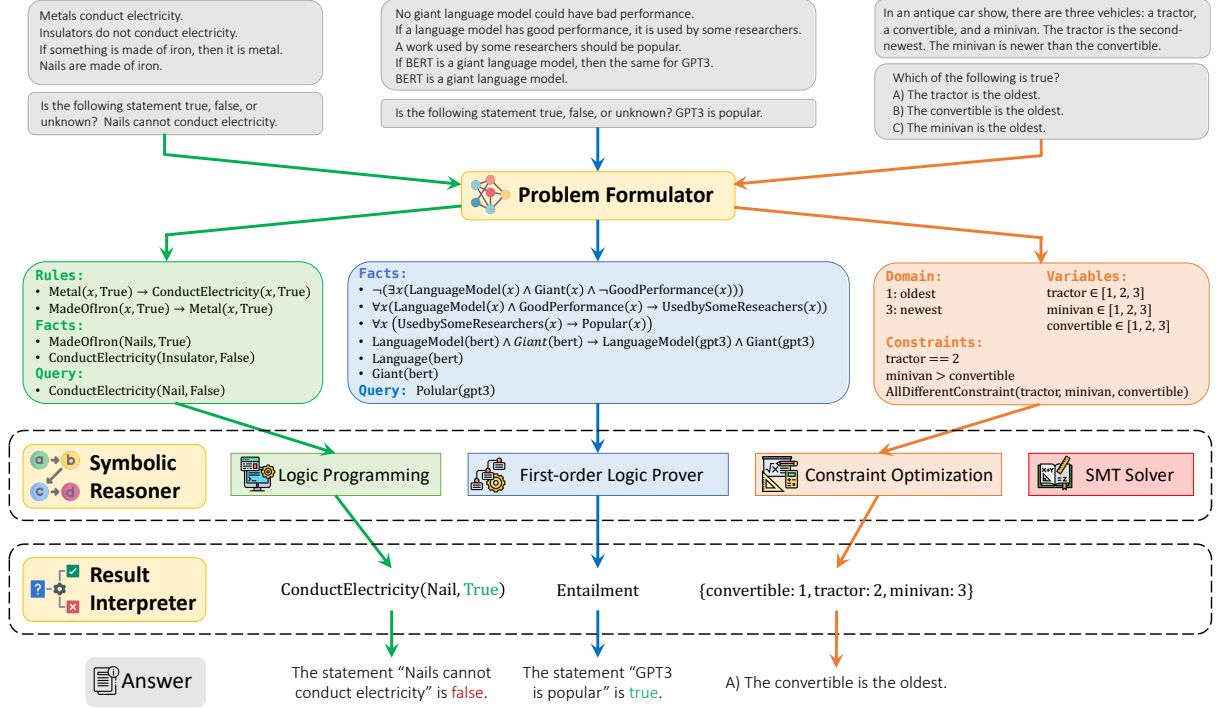 Metals conduct electricity.
Insulators do not conduct electricity.
If something is made of iron, then it is metal.
Nails are made of iron.
Is the following statement true, false, or
unknown? Nails cannot conduct electricity.
No giant language model could have bad performance.
If a language model has good performance, it is used by some researchers.
A work used by some researchers should be popular.
If BERT is a giant language model, then the same for GPT3.
BERT is a giant language model.
Is the following statement true, false, or unknown? GPT3 is popular.
In an antique car show, there are three vehicles: a tractor,
a convertible, and a minivan. The tractor is the second-
newest. The minivan is newer than the convertible.
Which of the following is true?
A) The tractor is the oldest.
B) The convertible is the oldest.
C) The minivan is the oldest.
Problem Formulator
Rules:
• Metal(x, True) → ConductElectricity(x, True)
• MadeOfIron(x, True) → Metal(x, True)
Facts:
• MadeOfIron(Nails, True)
• ConductElectricity(Insulator, False)
Query:
• ConductElectricity(Nail, False)
Facts:
• ¬(∃x(LanguageModel(x) ∧ Giant(x) ∧ ¬GoodPerformance(x)))
• ∀x(LanguageModel(x) ∧ GoodPerformance(x) → UsedbySomeReseachers(x))
• ∀x (UsedbySomeResearchers(x) → Popular(x))
• LanguageModel(bert) ∧ Giant(bert) → LanguageModel(gpt3) ∧ Giant(gpt3)
• Language(bert)
• Giant(bert)
Query: Polular(gpt3)
Domain:
1: oldest
3: newest
Variables:
tractor ∈ [1, 2, 3]
minivan ∈ [1, 2, 3]
convertible ∈ [1, 2, 3]
Constraints:
tractor == 2
minivan > convertible
AllDifferentConstraint(tractor, minivan, convertible)
a b
c d
Symbolic
Reasoner
Logic Programming
First-order Logic Prover
√x
Constraint Optimization
X+Y
=Z
SMT Solver
?
Result
Interpreter
ConductElectricity(Nail, True)
Entailment
{convertible: 1, tractor: 2, minivan: 3}
Answer
The statement “Nails cannot
conduct electricity” is false.
The statement “GPT3
is popular” is true.
A) The convertible is the oldest.